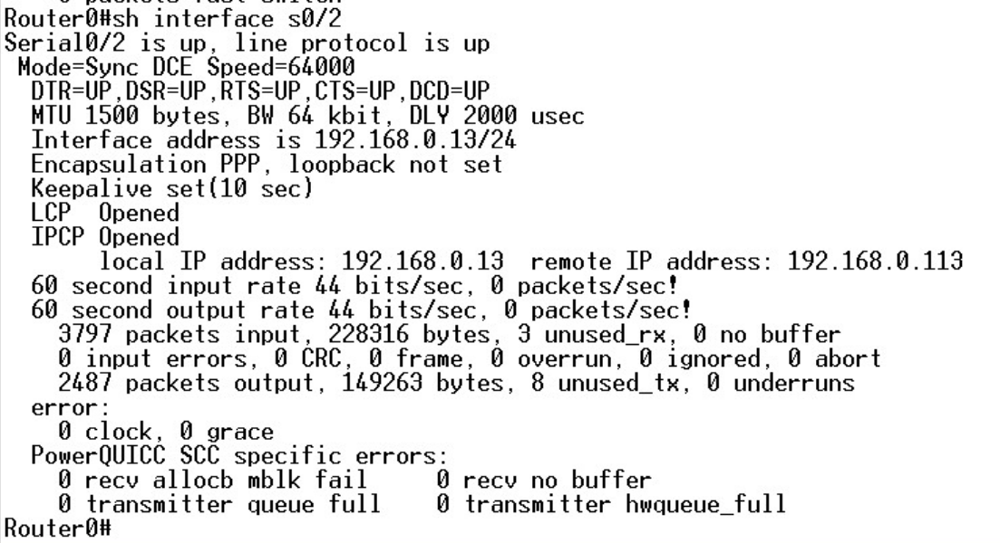 Router0#sh interface s0/2
Serial0/2 is up, line protocol is up
Mode=Sync DCE Speed=64000
DTR=UP,DSR=UP,RTS=UP,CTS=UP,DCD=UP
MTU 1500 bytes, BW 64 kbit, DLY 2000 usec
Interface address is 192.168.0.13/24
Encapsulation PPP, loopback not set
Keepalive set(10 sec)
LCP  Opened
IPCP Opened
local IP address: 192.168.0.13  remote IP address: 192.168.0.113
60 second input rate 44 bits/sec, 0 packets/sec!
60 second output rate 44 bits/sec, 0 packets/sec!
3797 packets input, 228316 bytes, 3 unused_rx, 0 no buffer
0 input errors, 0 CRC, 0 frame, 0 overrun, 0 ignored, 0 abort
2487 packets output, 149263 bytes, 8 unused_tx, 0 underruns
error:
0 clock, 0 grace
PowerQUICC SCC specific errors:
0 recv allocb mblk fail     0 recv no buffer
0 transmitter queue full    0 transmitter hwqueue_full
Router0#